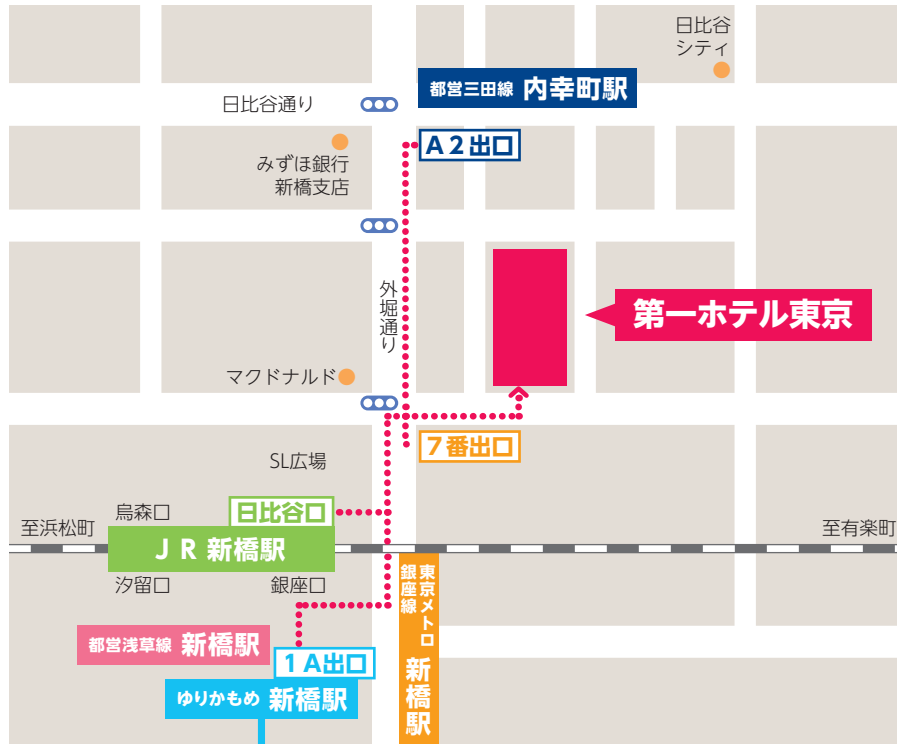 日比谷
シティ
都営三田線 内幸町駅
日比谷通り
A2出口
みずほ銀行
新橋支店
外堀通り
第一ホテル東京
マクドナルド
7番出口
SL広場
烏森口
日比谷口
至浜松町
至有楽町
JR新橋駅
汐留口
銀座口
東京メトロ
銀座線
新橋駅
都営浅草線 新橋駅
1A出口
ゆりかもめ 新橋駅